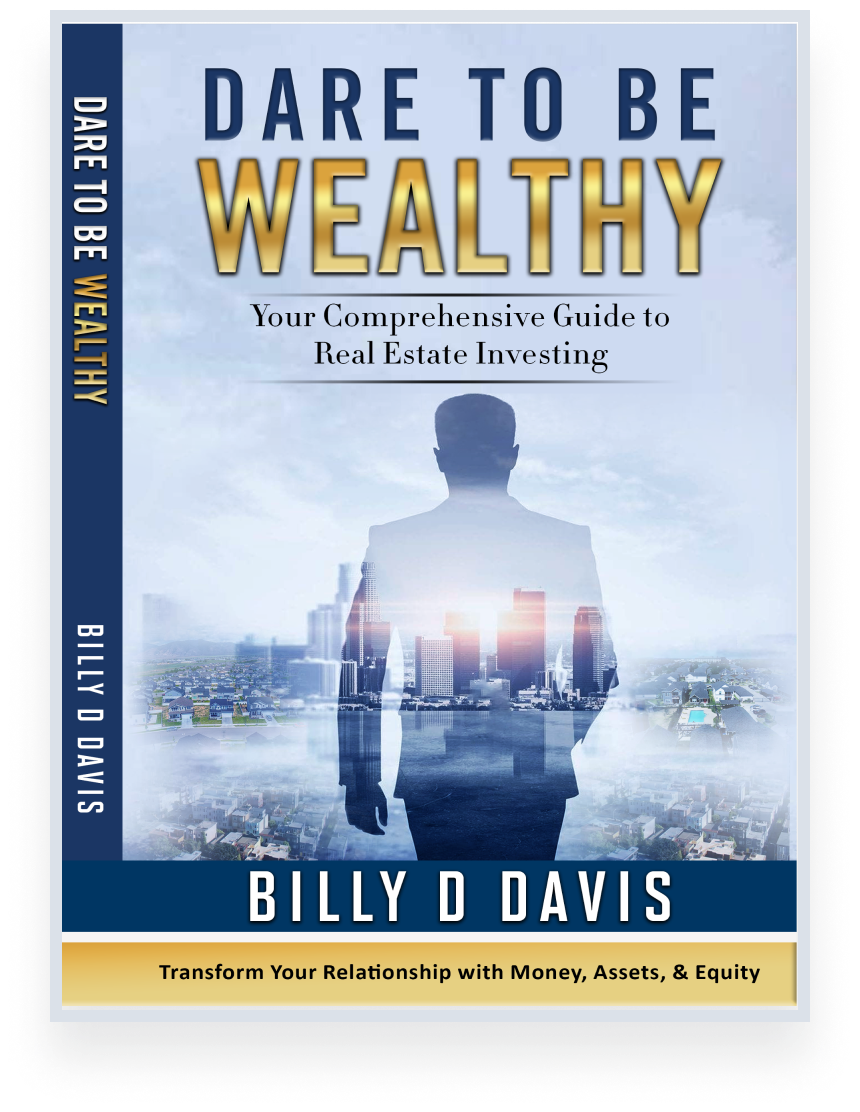 DARE TO BE WEALTHY
BILLY D DAVIS
DARE TO BE
WEALTHY
Your Comprehensive Guide to
Real Estate Investing
BILLY D DAVIS
Transform Your Relationship with Money, Assets, & Equity